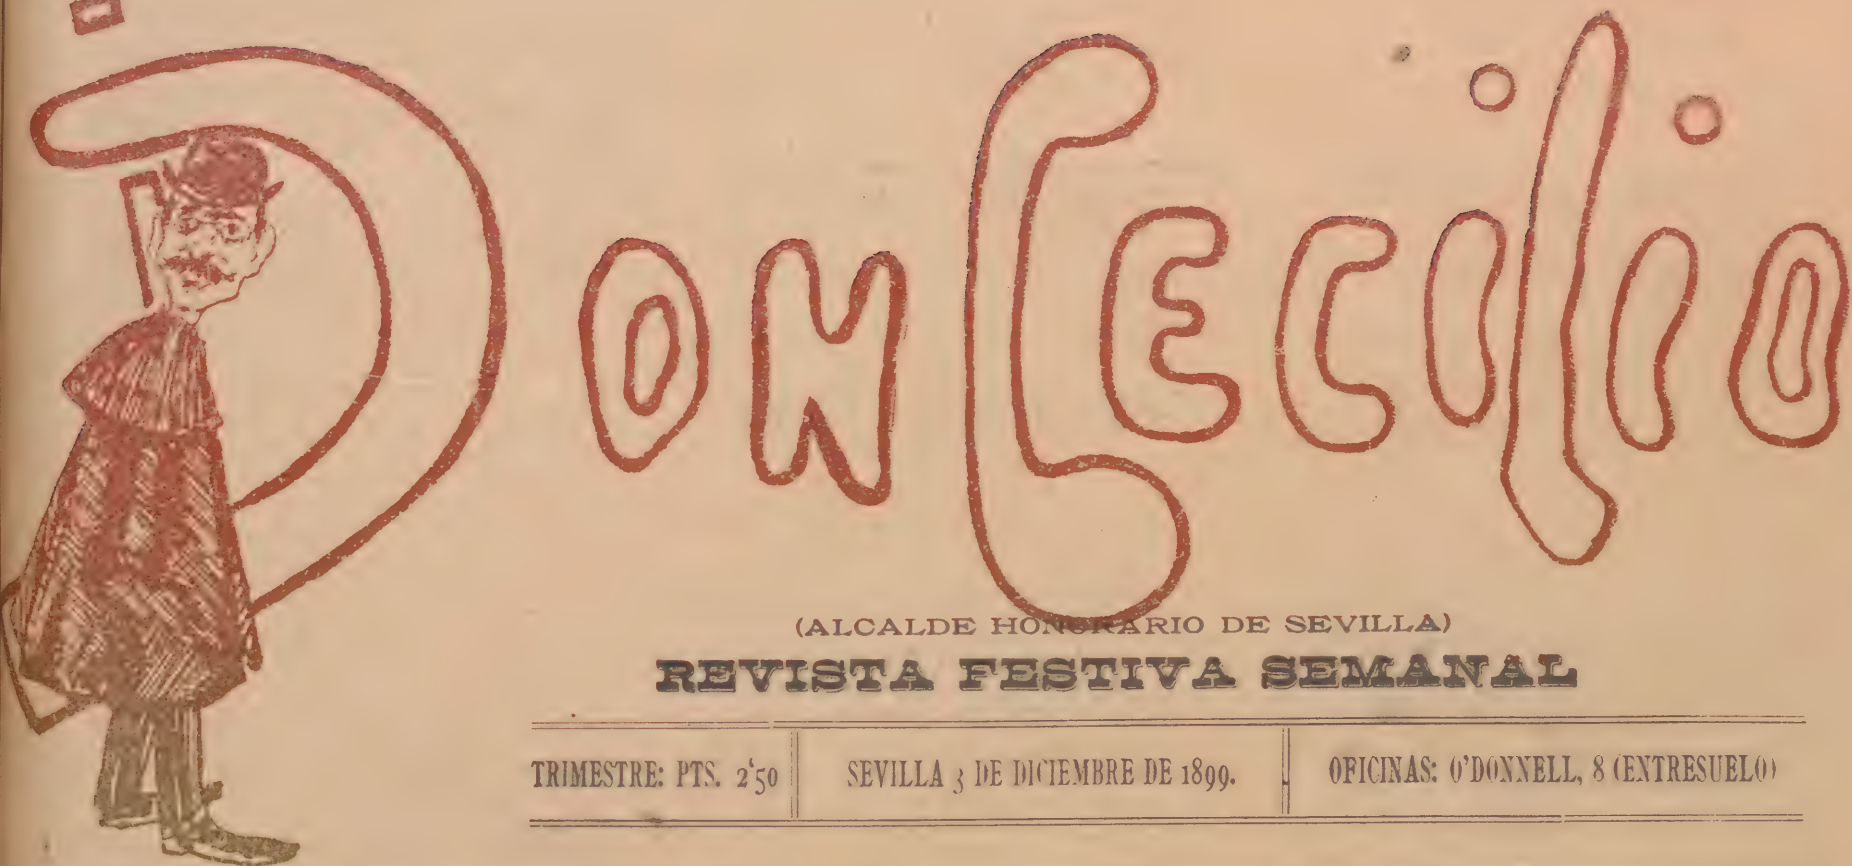 DON CECILIO
(ALCALDE HONORARIO DE SEVILLA)
REVISTA FESTIVA SEMANAL
TRIMESTRE: PTS. 2'50
SEVILLA 3 DE DICIEMBRE DE 1899.
OFICINAS: O'DONNELL, 8 (ENTRESUELO)